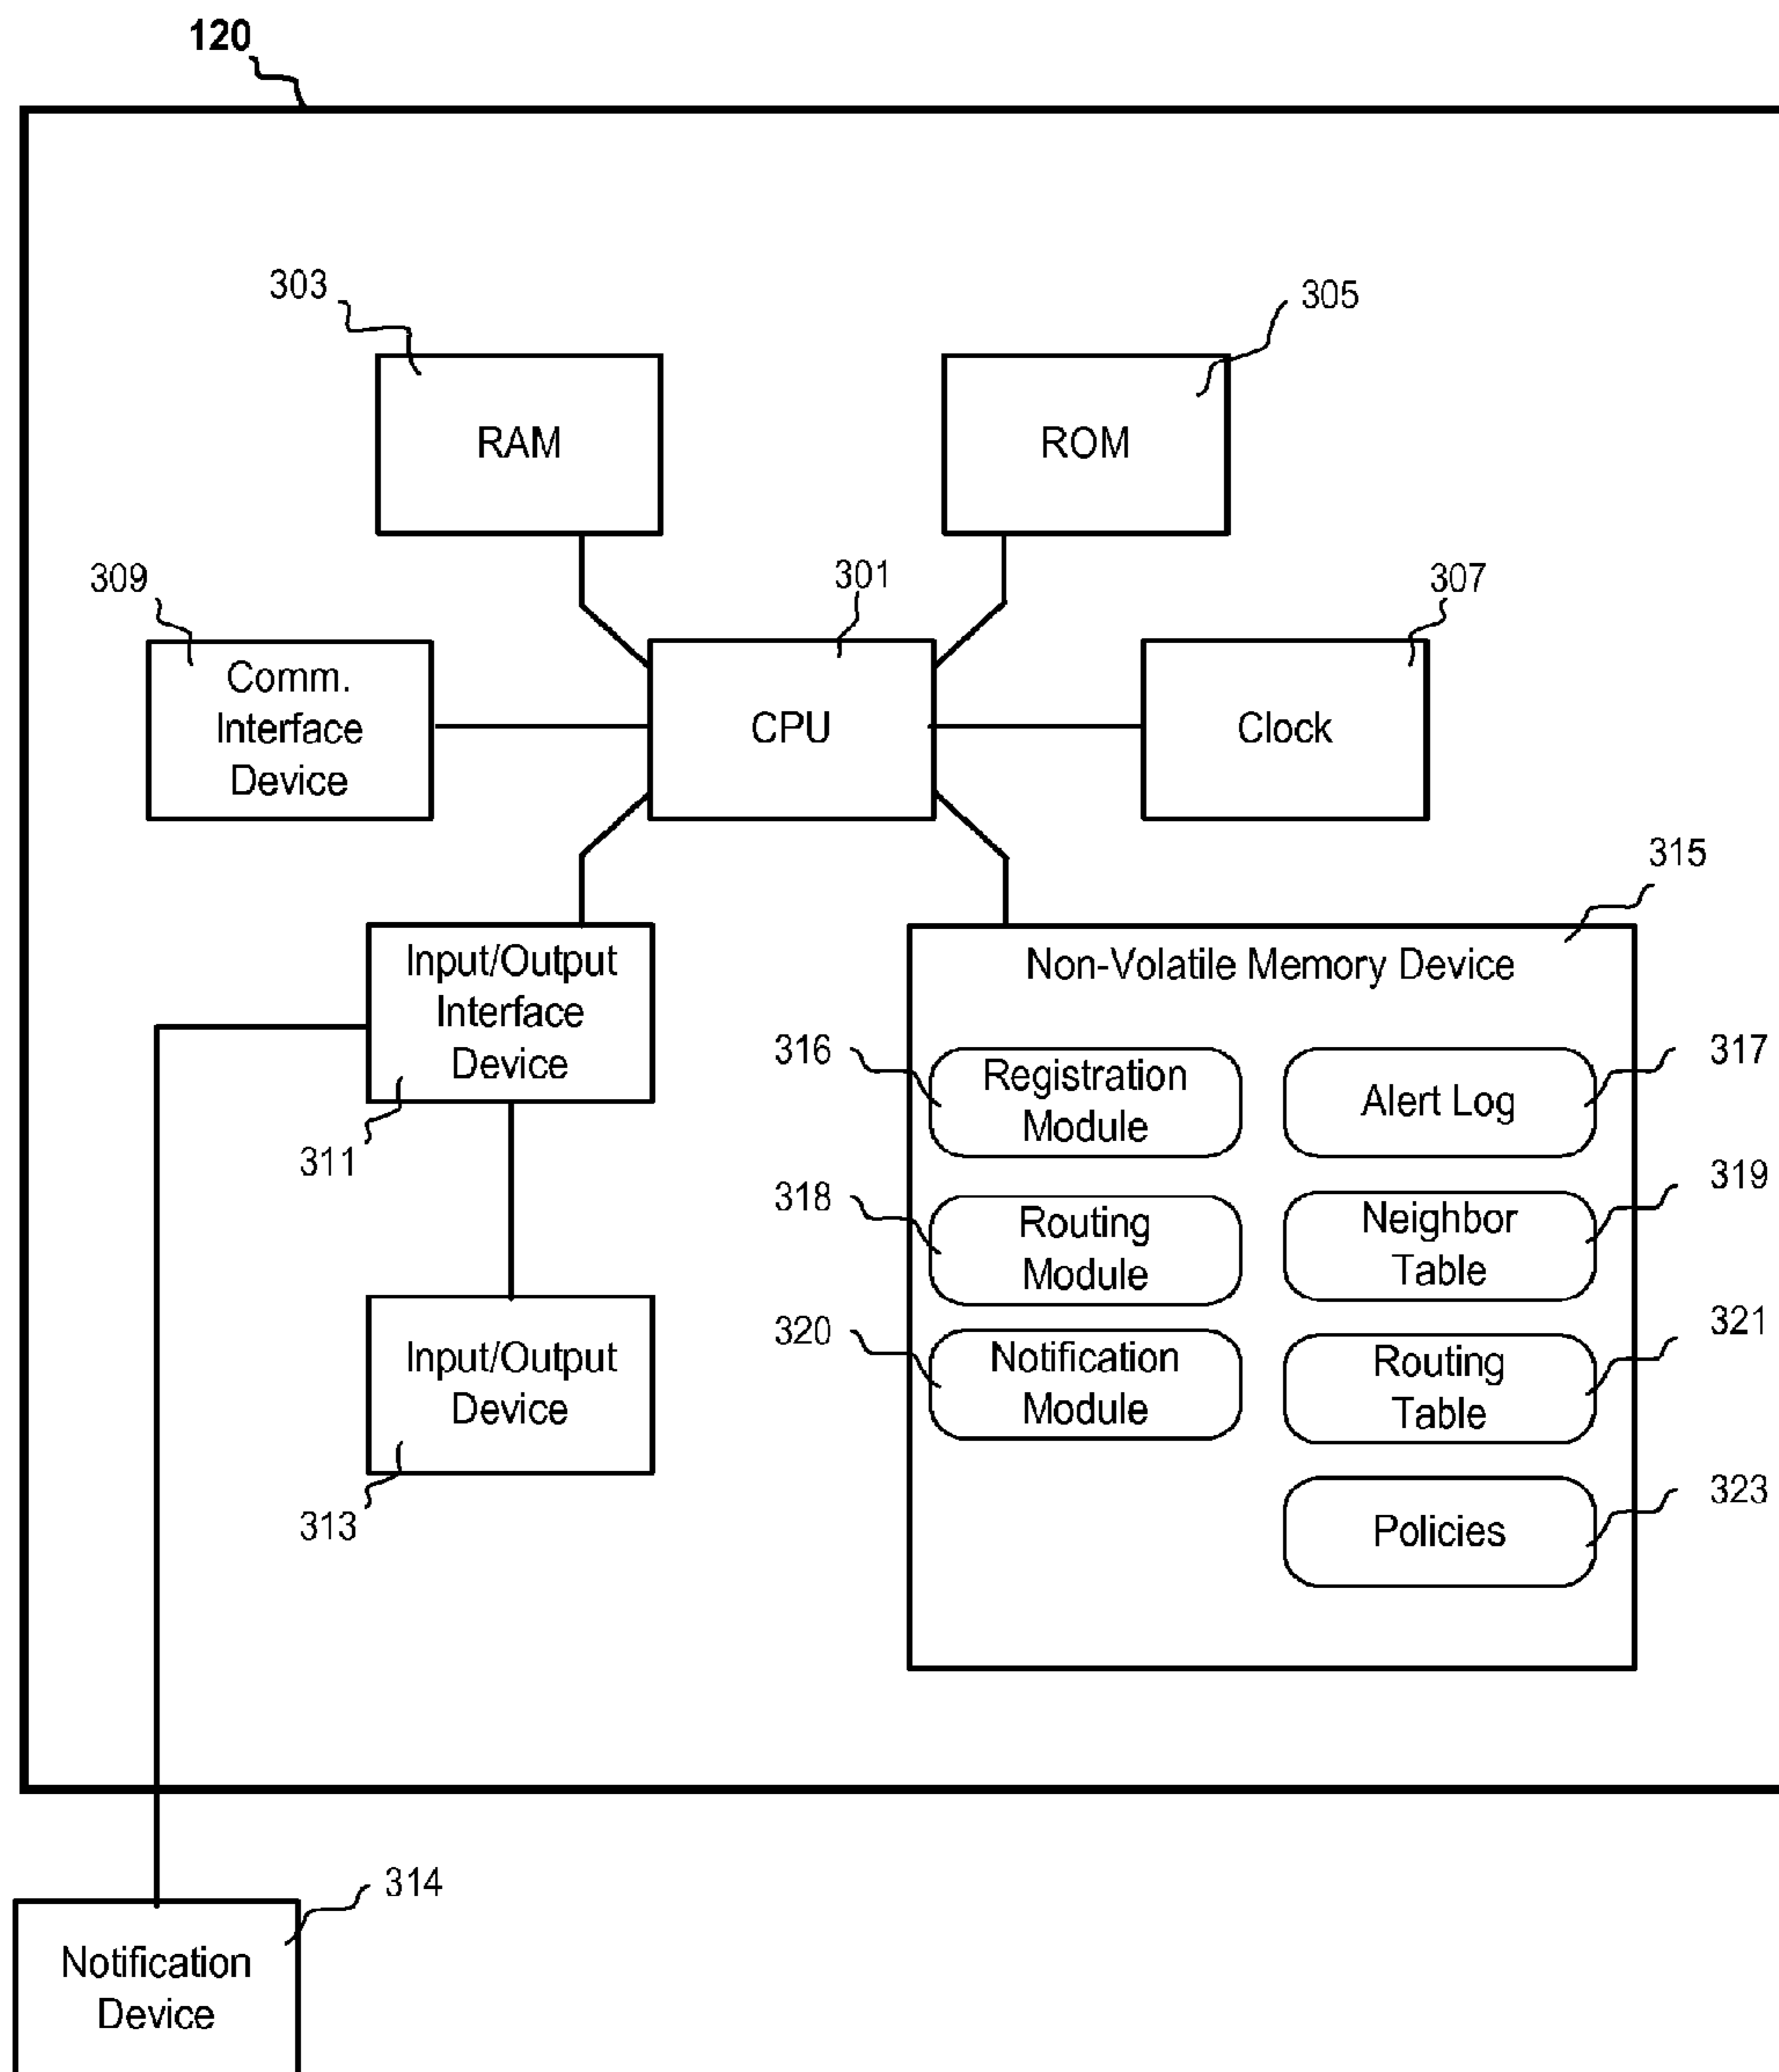 120
303
305
RAM
ROM
309
301
307
Comm.
Interface
Device
CPU
Clock
315
Input/Output
Interface
Device
311
Non-Volatile Memory Device
316
Registration
Module
Alert Log
317
318
Routing
Module
Neighbor
Table
319
320
Notification
Module
Routing
Table
321
Policies
323
Input/Output
Device
313
314
Notification
Device